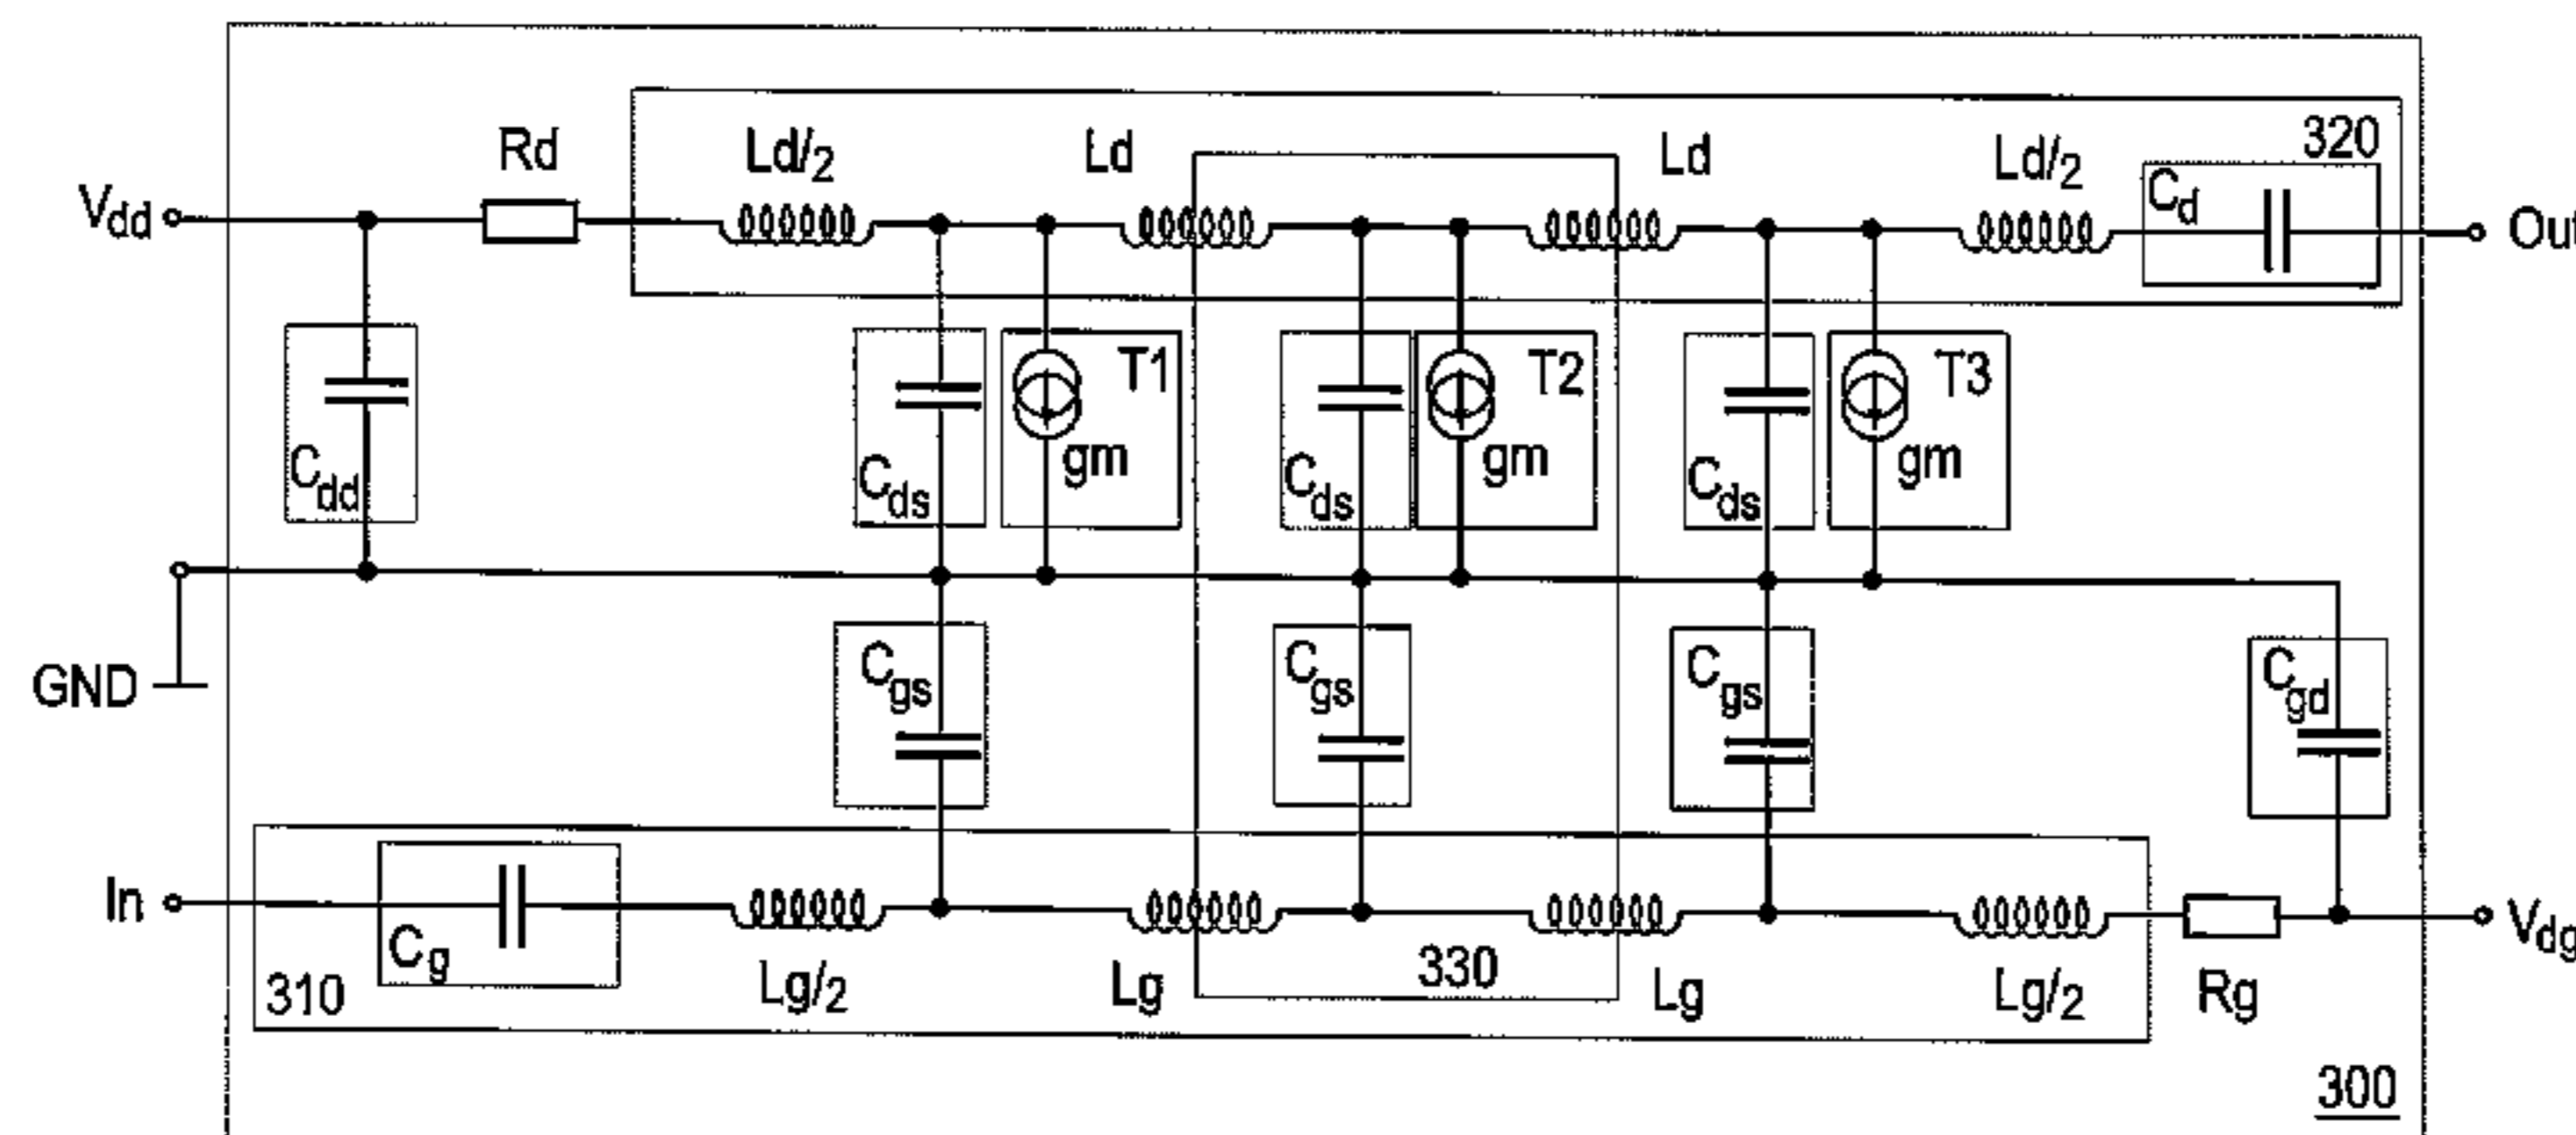 320
Rd Ld/2 Ld Ld Ld/2 Cd
Vdd Out
T1 T2 T3
Cdd Cds gm Cds gm Cds gm
GND Cgs Cgs Cgs Cgd
In Cg Vdg
310 Lg/2 Lg 330 Lg Lg/2 Rg
300